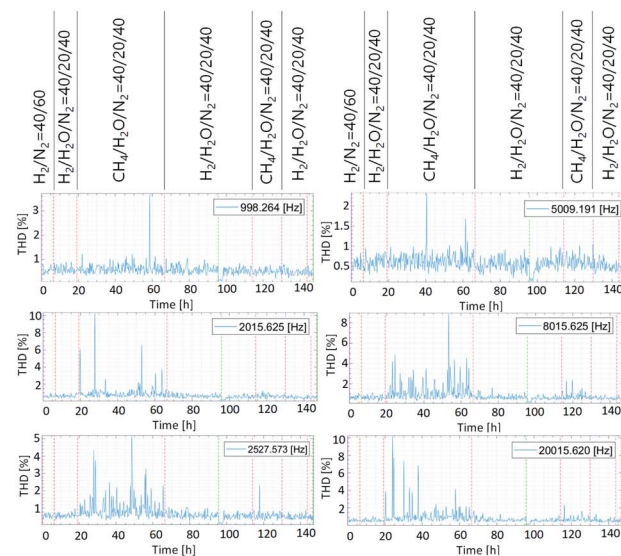 H₂/N₂=40/60
H₂/H₂O/N₂=40/20/40
CH₄/H₂O/N₂=40/20/40
H₂/H₂O/N₂=40/20/40
CH₄/H₂O/N₂=40/20/40
H₂/H₂O/N₂=40/20/40
H₂/N₂=40/60
H₂/H₂O/N₂=40/20/40
CH₄/H₂O/N₂=40/20/40
H₂/H₂O/N₂=40/20/40
CH₄/H₂O/N₂=40/20/40
H₂/H₂O/N₂=40/20/40
THD [%]
3
2
1
998.264 [Hz]
0 20 40 60 80 100 120 140
Time [h]
THD [%]
2
1.5
1
0.5
5009.191 [Hz]
0 20 40 60 80 100 120 140
Time [h]
THD [%]
10
8
6
4
2
2015.625 [Hz]
0 20 40 60 80 100 120 140
Time [h]
THD [%]
8
6
4
2
8015.625 [Hz]
0 20 40 60 80 100 120 140
Time [h]
THD [%]
5
4
3
2
1
2527.573 [Hz]
0 20 40 60 80 100 120 140
Time [h]
THD [%]
10
8
6
4
2
20015.620 [Hz]
0 20 40 60 80 100 120 140
Time [h]